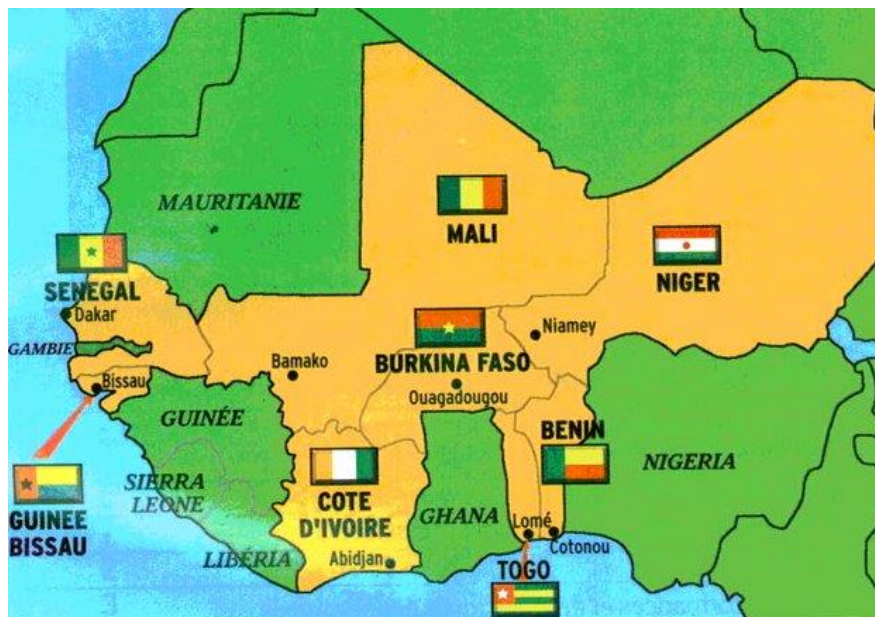 MAURITANIE
MALI
NIGER
SENEGAL
Dakar
GAMBIE
Niamey
BURKINA FASO
Bamako
Bissau
Ouagadougou
GUINÉE
BENIN
NIGERIA
SIERRA
LEONE
COTE
D'IVOIRE
GHANA
GUINEE
BISSAU
Lomé
Cotonou
LIBÉRIA
Abidjan
TOGO